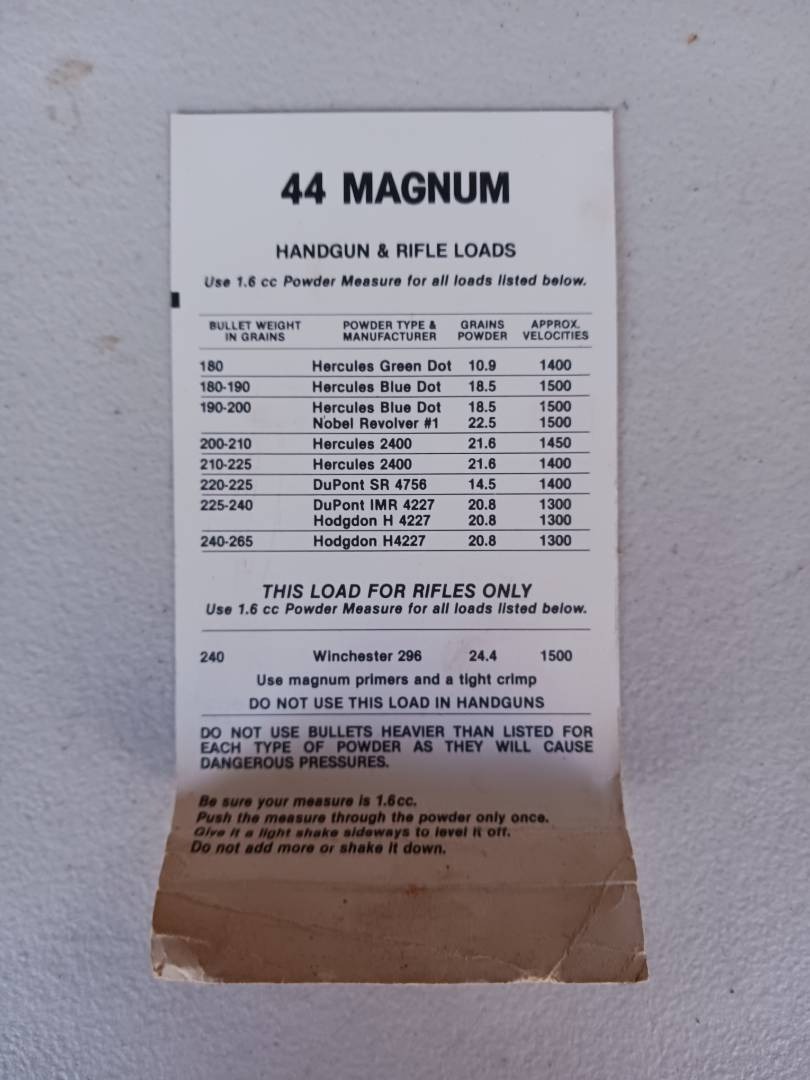 44 MAGNUM
HANDGUN & RIFLE LOADS
Use 1.6 cc Powder Measure for all loads listed below.
BULLET WEIGHT POWDER TYPE & GRAINS APPROX.
IN GRAINS MANUFACTURER POWDER VELOCITIES
180 Hercules Green Dot 10.9 1400
180-190 Hercules Blue Dot 18.5 1500
190-200 Hercules Blue Dot 18.5 1500
Nobel Revolver #1 22.5 1500
200-210 Hercules 2400 21.6 1450
210-225 Hercules 2400 21.6 1400
220-225 DuPont SR 4756 14.5 1400
225-240 DuPont IMR 4227 20.8 1300
Hodgdon H 4227 20.8 1300
240-265 Hodgdon H4227 20.8 1300
THIS LOAD FOR RIFLES ONLY
Use 1.6 cc Powder Measure for all loads listed below.
240 Winchester 296 24.4 1500
Use magnum primers and a tight crimp
DO NOT USE THIS LOAD IN HANDGUNS
DO NOT USE BULLETS HEAVIER THAN LISTED FOR
EACH TYPE OF POWDER AS THEY WILL CAUSE
DANGEROUS PRESSURES.
Be sure your measure is 1.6cc.
Push the measure through the powder only once.
Give it a light shake sideways to level it off.
Do not add more or shake it down.